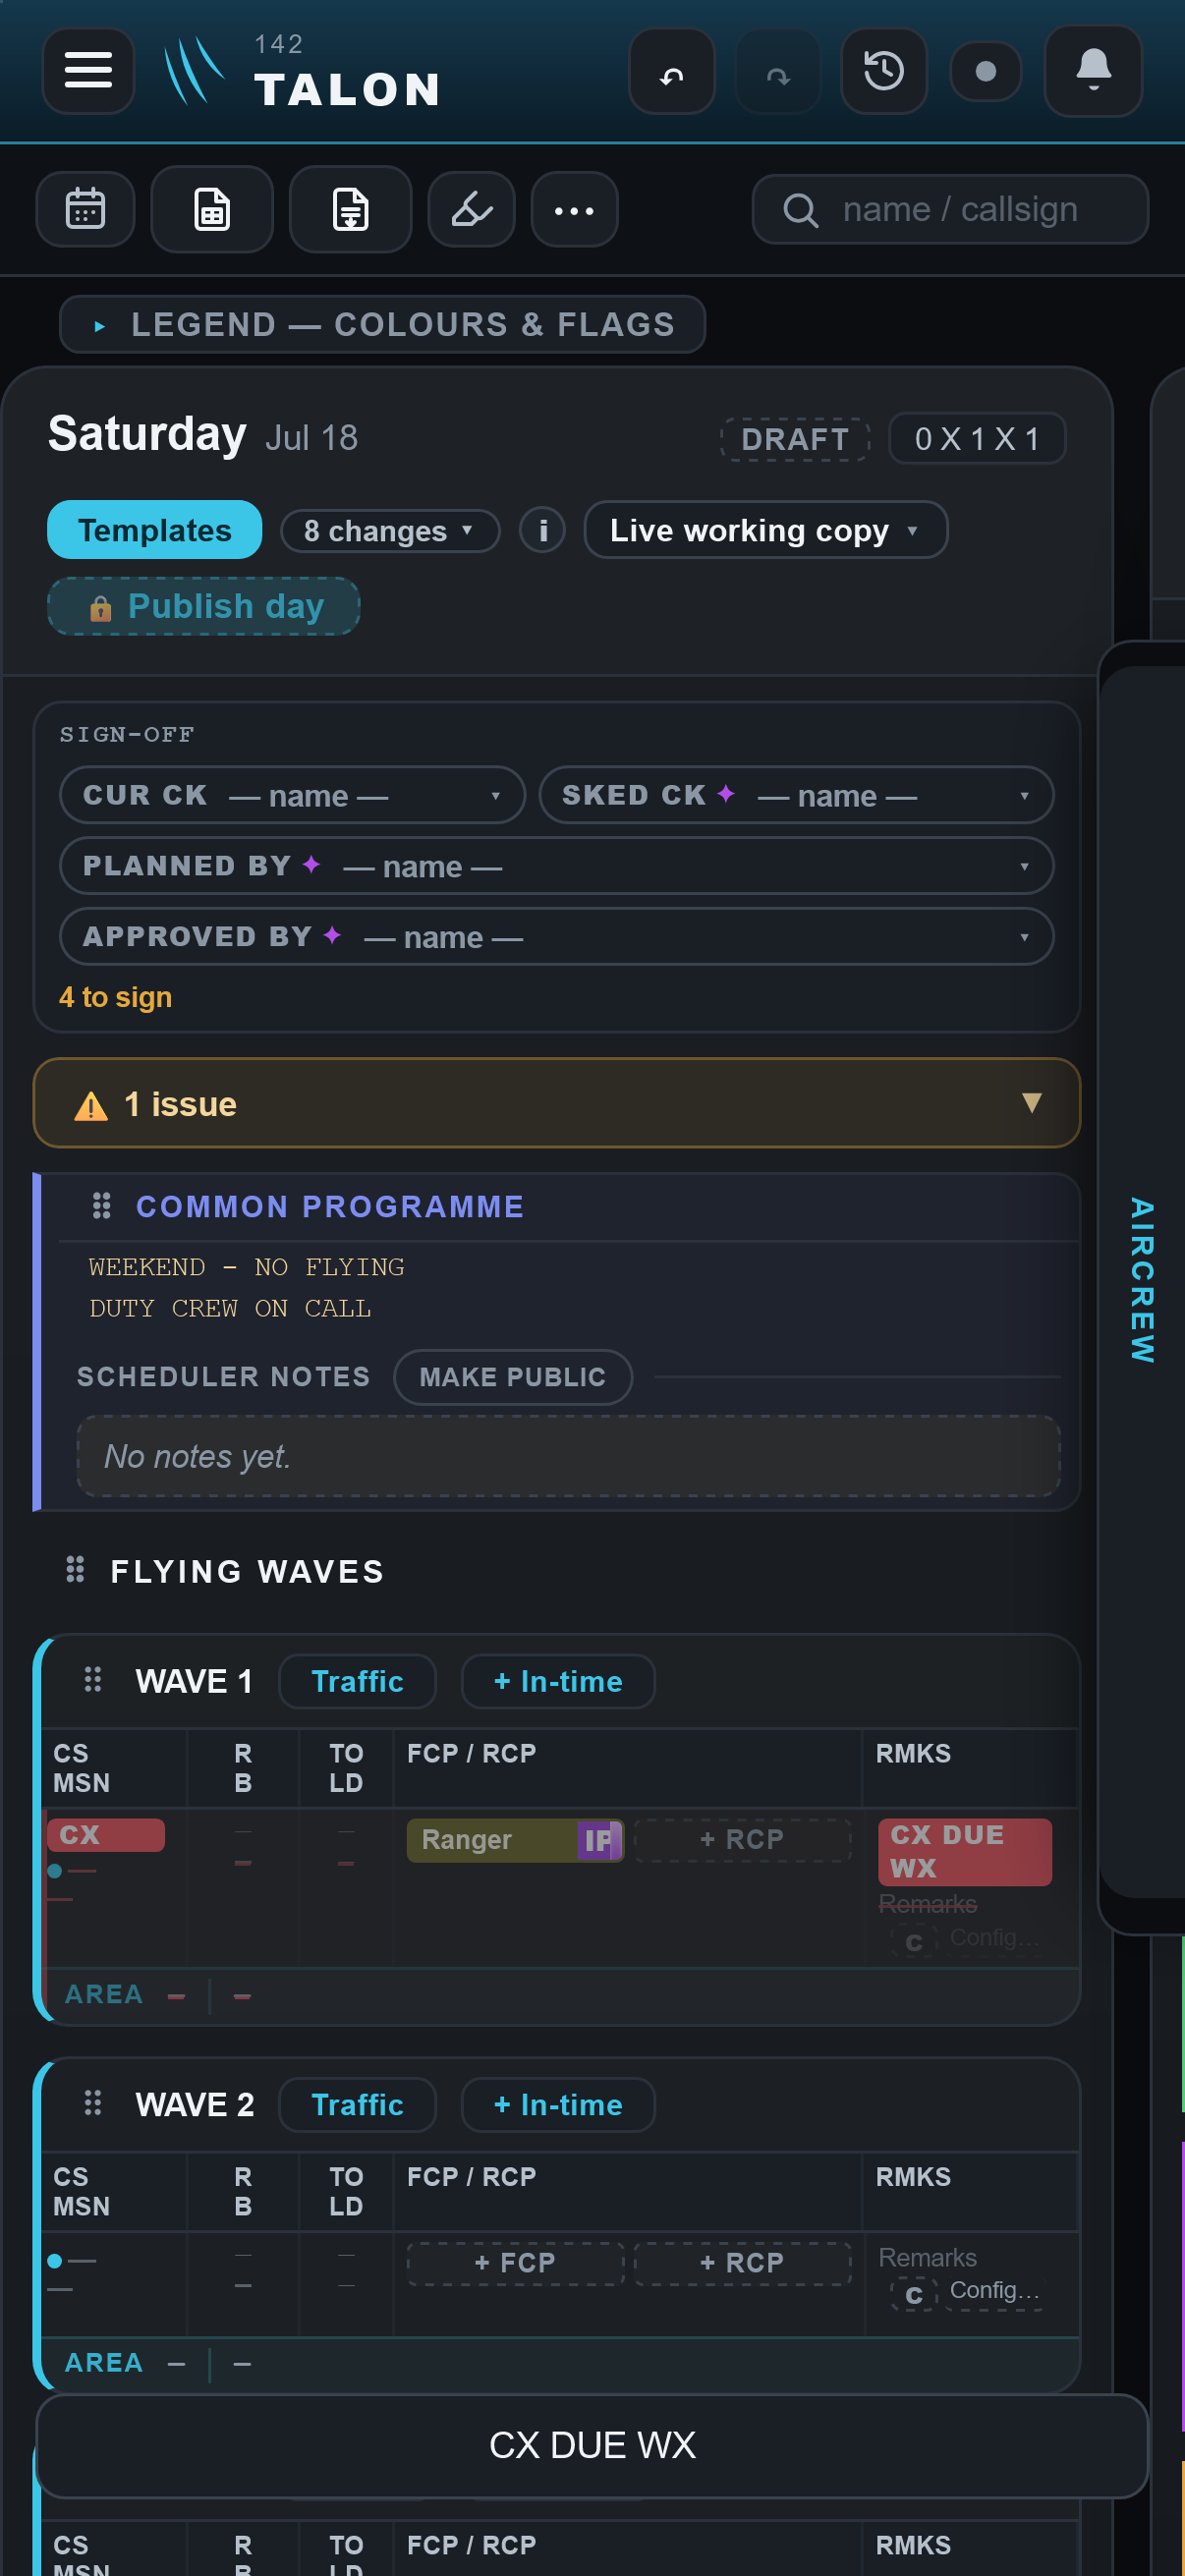 142
TALON
name / callsign
LEGEND — COLOURS & FLAGS
Saturday Jul 18
DRAFT
0 X 1 X 1
Templates
8 changes
i
Live working copy
Publish day
SIGN-OFF
CUR CK — name —
SKED CK — name —
PLANNED BY — name —
APPROVED BY — name —
4 to sign
1 issue
COMMON PROGRAMME
WEEKEND - NO FLYING
DUTY CREW ON CALL
SCHEDULER NOTES
MAKE PUBLIC
No notes yet.
AIRCREW
FLYING WAVES
WAVE 1
Traffic
+ In-time
CS
MSN
R
B
TO
LD
FCP / RCP
RMKS
CX
—
—
—
—
—
—
Ranger
IP
+ RCP
CX DUE
WX
Remarks
C
Config...
AREA — | —
WAVE 2
Traffic
+ In-time
CS
MSN
R
B
TO
LD
FCP / RCP
RMKS
—
—
—
—
—
—
+ FCP
+ RCP
Remarks
C
Config...
AREA — | —
CX DUE WX
CS
MSN
R
B
TO
LD
FCP / RCP
RMKS